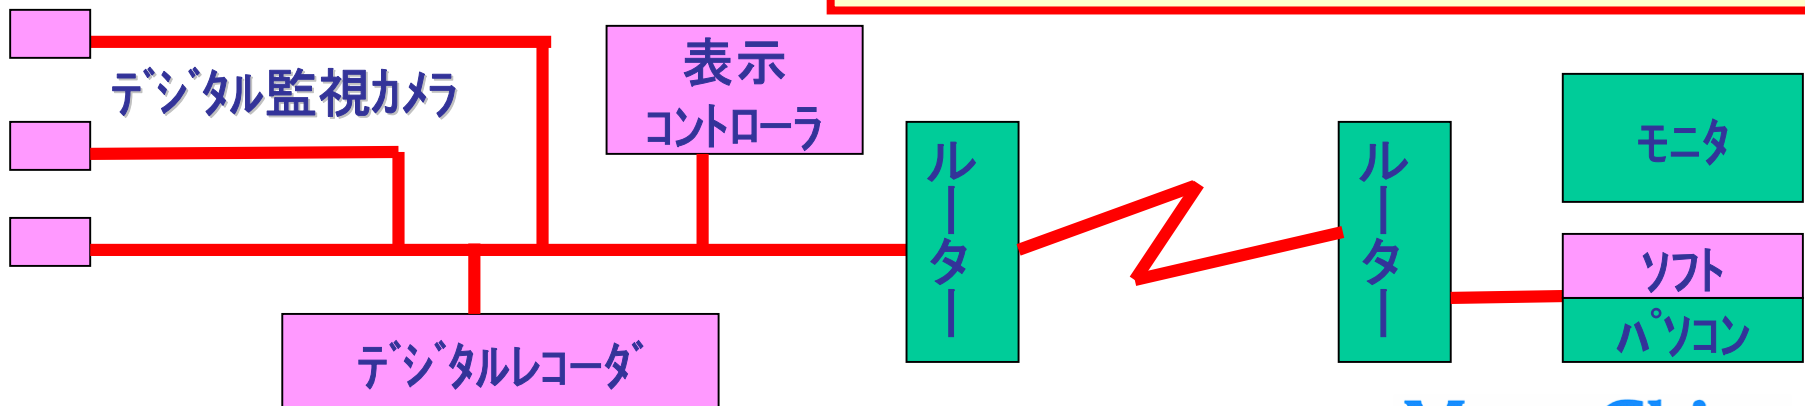 表示
コントローラ
デジタル監視カメラ
ルーター
ルーター
モニタ
ソフト
パソコン
デジタルレコーダ